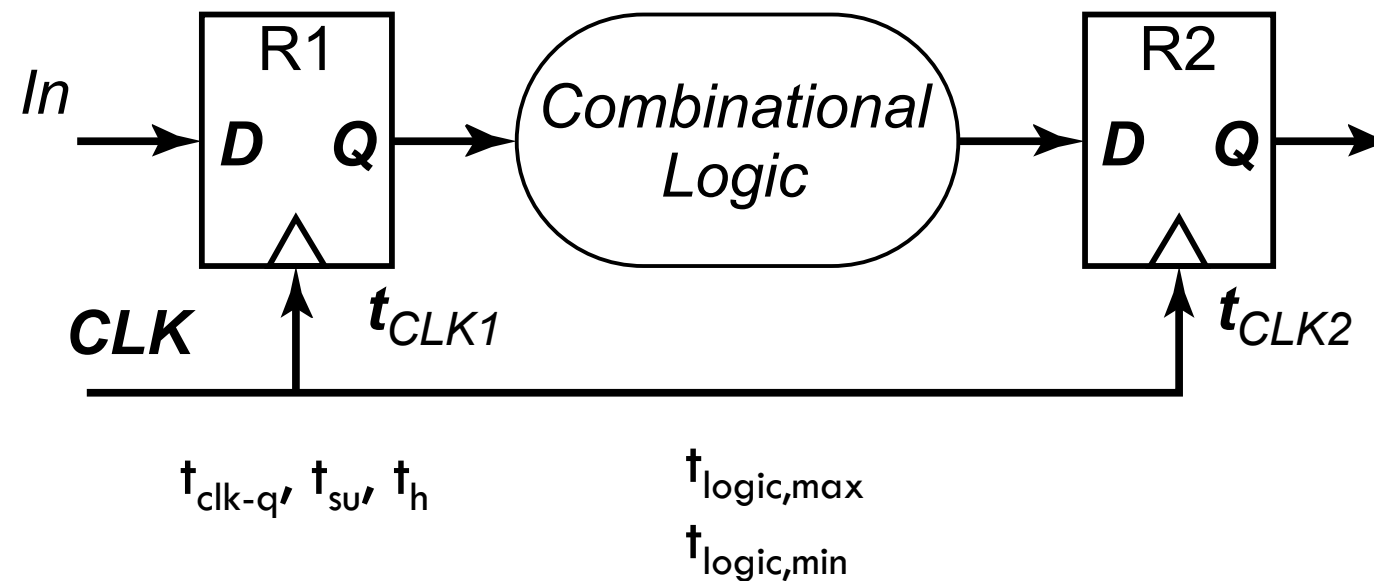 R1
R2
In
Combinational
Logic
D Q
D Q
CLK
t_CLK1
t_CLK2
t_clk-q, t_su, t_h
t_logic,max
t_logic,min